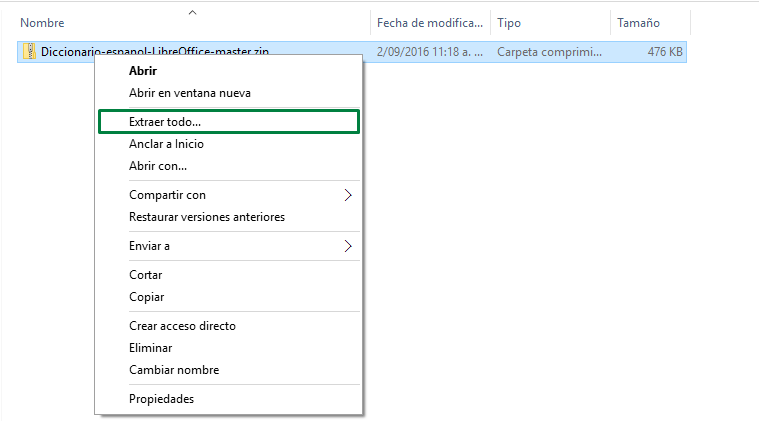 Nombre Fecha de modifica... Tipo Tamaño
Diccionario-espanol-LibreOffice-master.zip 2/09/2016 11:18 a. ... Carpeta comprimi... 476 KB
Abrir
Abrir en ventana nueva
Extraer todo...
Anclar a Inicio
Abrir con...
Compartir con
Restaurar versiones anteriores
Enviar a
Cortar
Copiar
Crear acceso directo
Eliminar
Cambiar nombre
Propiedades